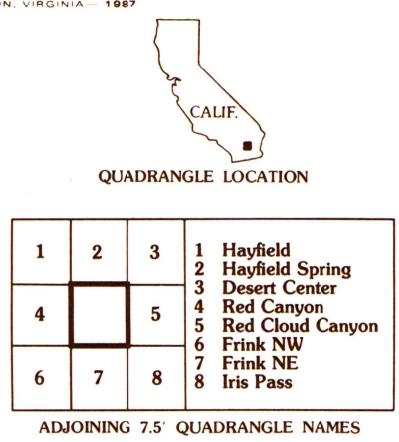 ON, VIRGINIA— 1987
CALIF.
QUADRANGLE LOCATION
1 2 3
4 5
6 7 8
1 Hayfield
2 Hayfield Spring
3 Desert Center
4 Red Canyon
5 Red Cloud Canyon
6 Frink NW
7 Frink NE
8 Iris Pass
ADJOINING 7.5′ QUADRANGLE NAMES